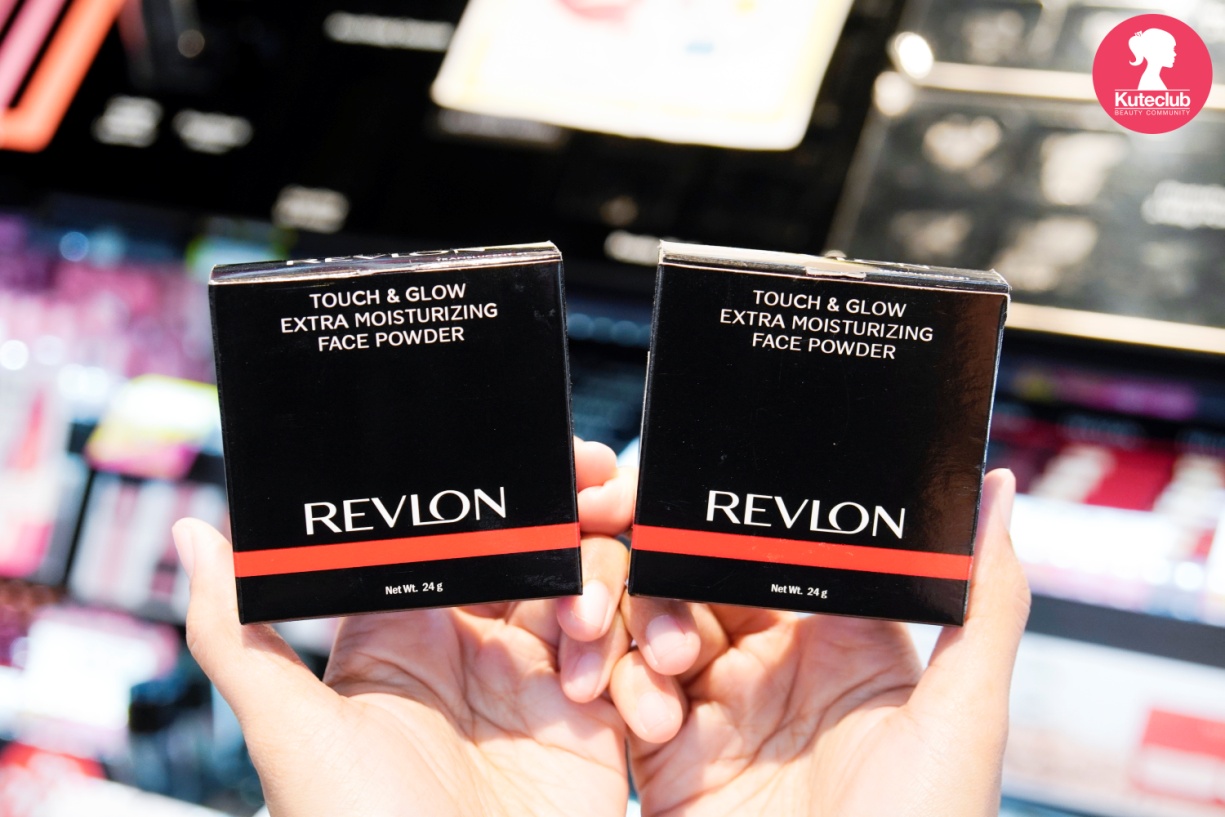 Kuteclub
BEAUTY COMMUNITY
REVLON
TOUCH & GLOW
EXTRA MOISTURIZING
FACE POWDER
REVLON
Net Wt. 24 g
TOUCH & GLOW
EXTRA MOISTURIZING
FACE POWDER
REVLON
Net Wt. 24 g